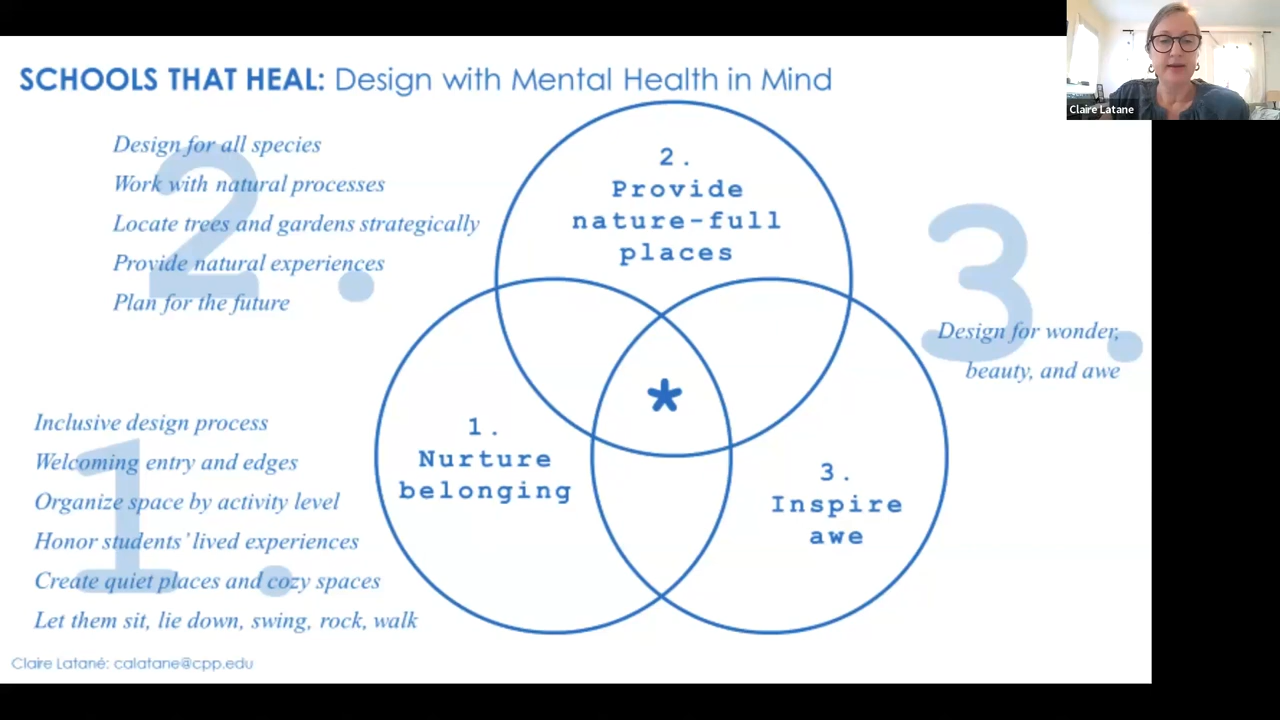 Claire Latane
SCHOOLS THAT HEAL: Design with Mental Health in Mind
2.
Design for all species
Work with natural processes
Locate trees and gardens strategically
Provide natural experiences
Plan for the future
2.
Provide
nature-full
places
3.
Design for wonder,
beauty, and awe
1.
Inclusive design process
Welcoming entry and edges
Organize space by activity level
Honor students' lived experiences
Create quiet places and cozy spaces
Let them sit, lie down, swing, rock, walk
*
1.
Nurture
belonging
3.
Inspire
awe
Claire Latané: calatane@cpp.edu